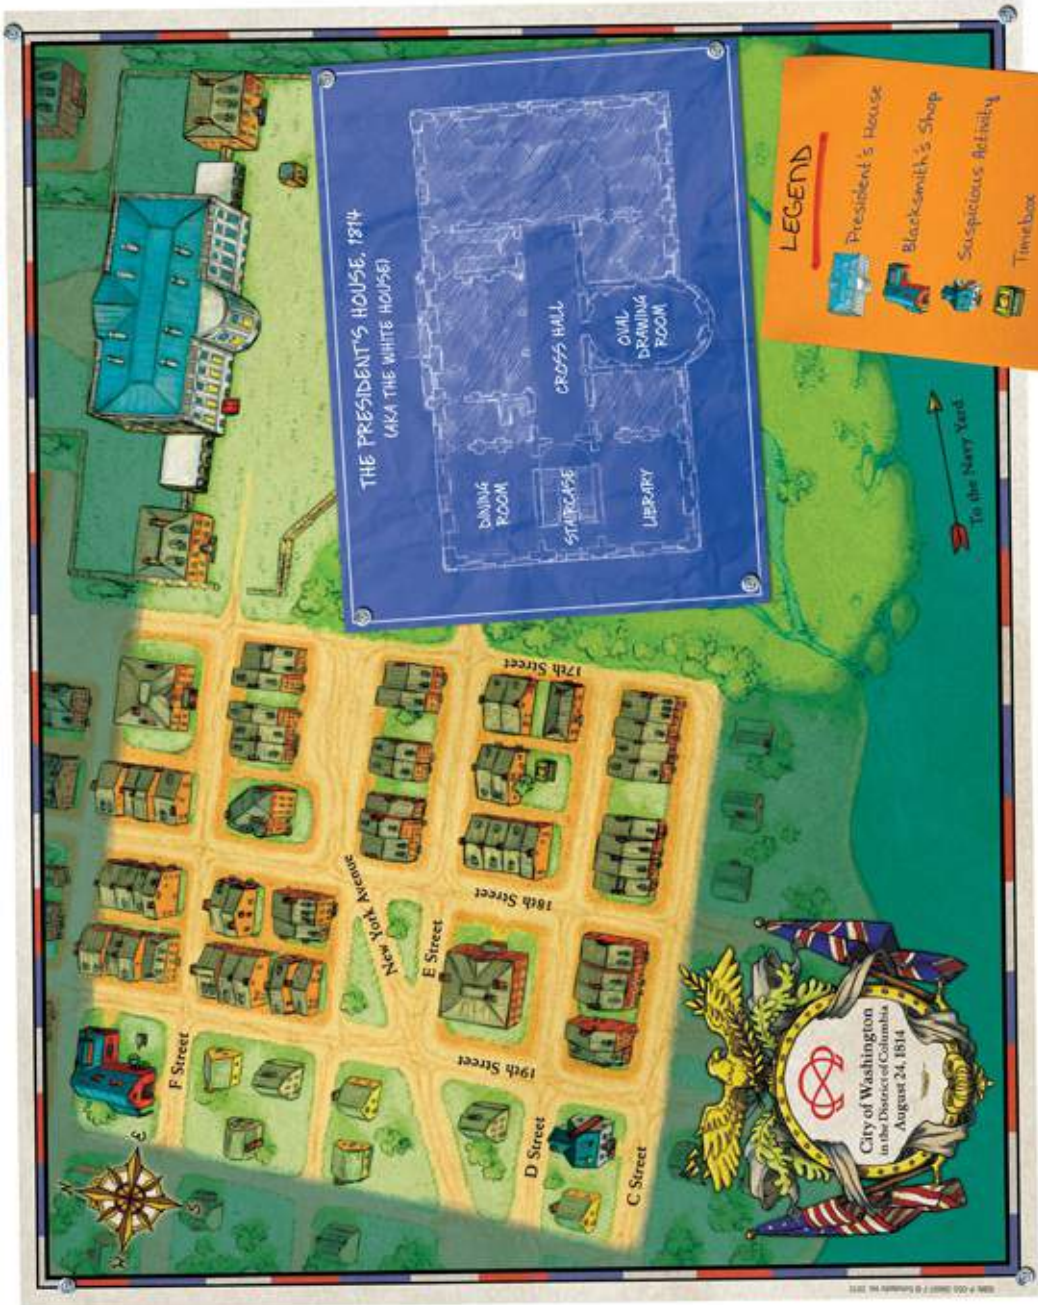 THE PRESIDENT'S HOUSE, 1814
(AKA THE WHITE HOUSE)
DINING
ROOM
STAIRCASE
LIBRARY
CROSS HALL
OVAL
DRAWING
ROOM
LEGEND
President's House
Blacksmith's Shop
Suspicious Activity
Timebox
To the Navy Yard
F Street
New York Avenue
E Street
D Street
C Street
19th Street
18th Street
17th Street
N
E
S
W
City of Washington
in the District of Columbia
August 24, 1814